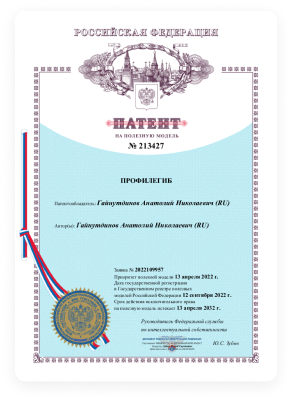 РОССИЙСКАЯ ФЕДЕРАЦИЯ
ПАТЕНТ
НА ПОЛЕЗНУЮ МОДЕЛЬ
№ 213427
ПРОФИЛЕГИБ
Патентообладатель: Гайнутдинов Анатолий Николаевич (RU)
Автор(ы): Гайнутдинов Анатолий Николаевич (RU)
Заявка № 2022109957
Приоритет полезной модели 13 апреля 2022 г.
Дата государственной регистрации
в Государственном реестре полезных
моделей Российской Федерации 12 сентября 2022 г.
Срок действия исключительного права
на полезную модель истекает 13 апреля 2032 г.
Руководитель Федеральной службы
по интеллектуальной собственности
Ю.С. Зубов